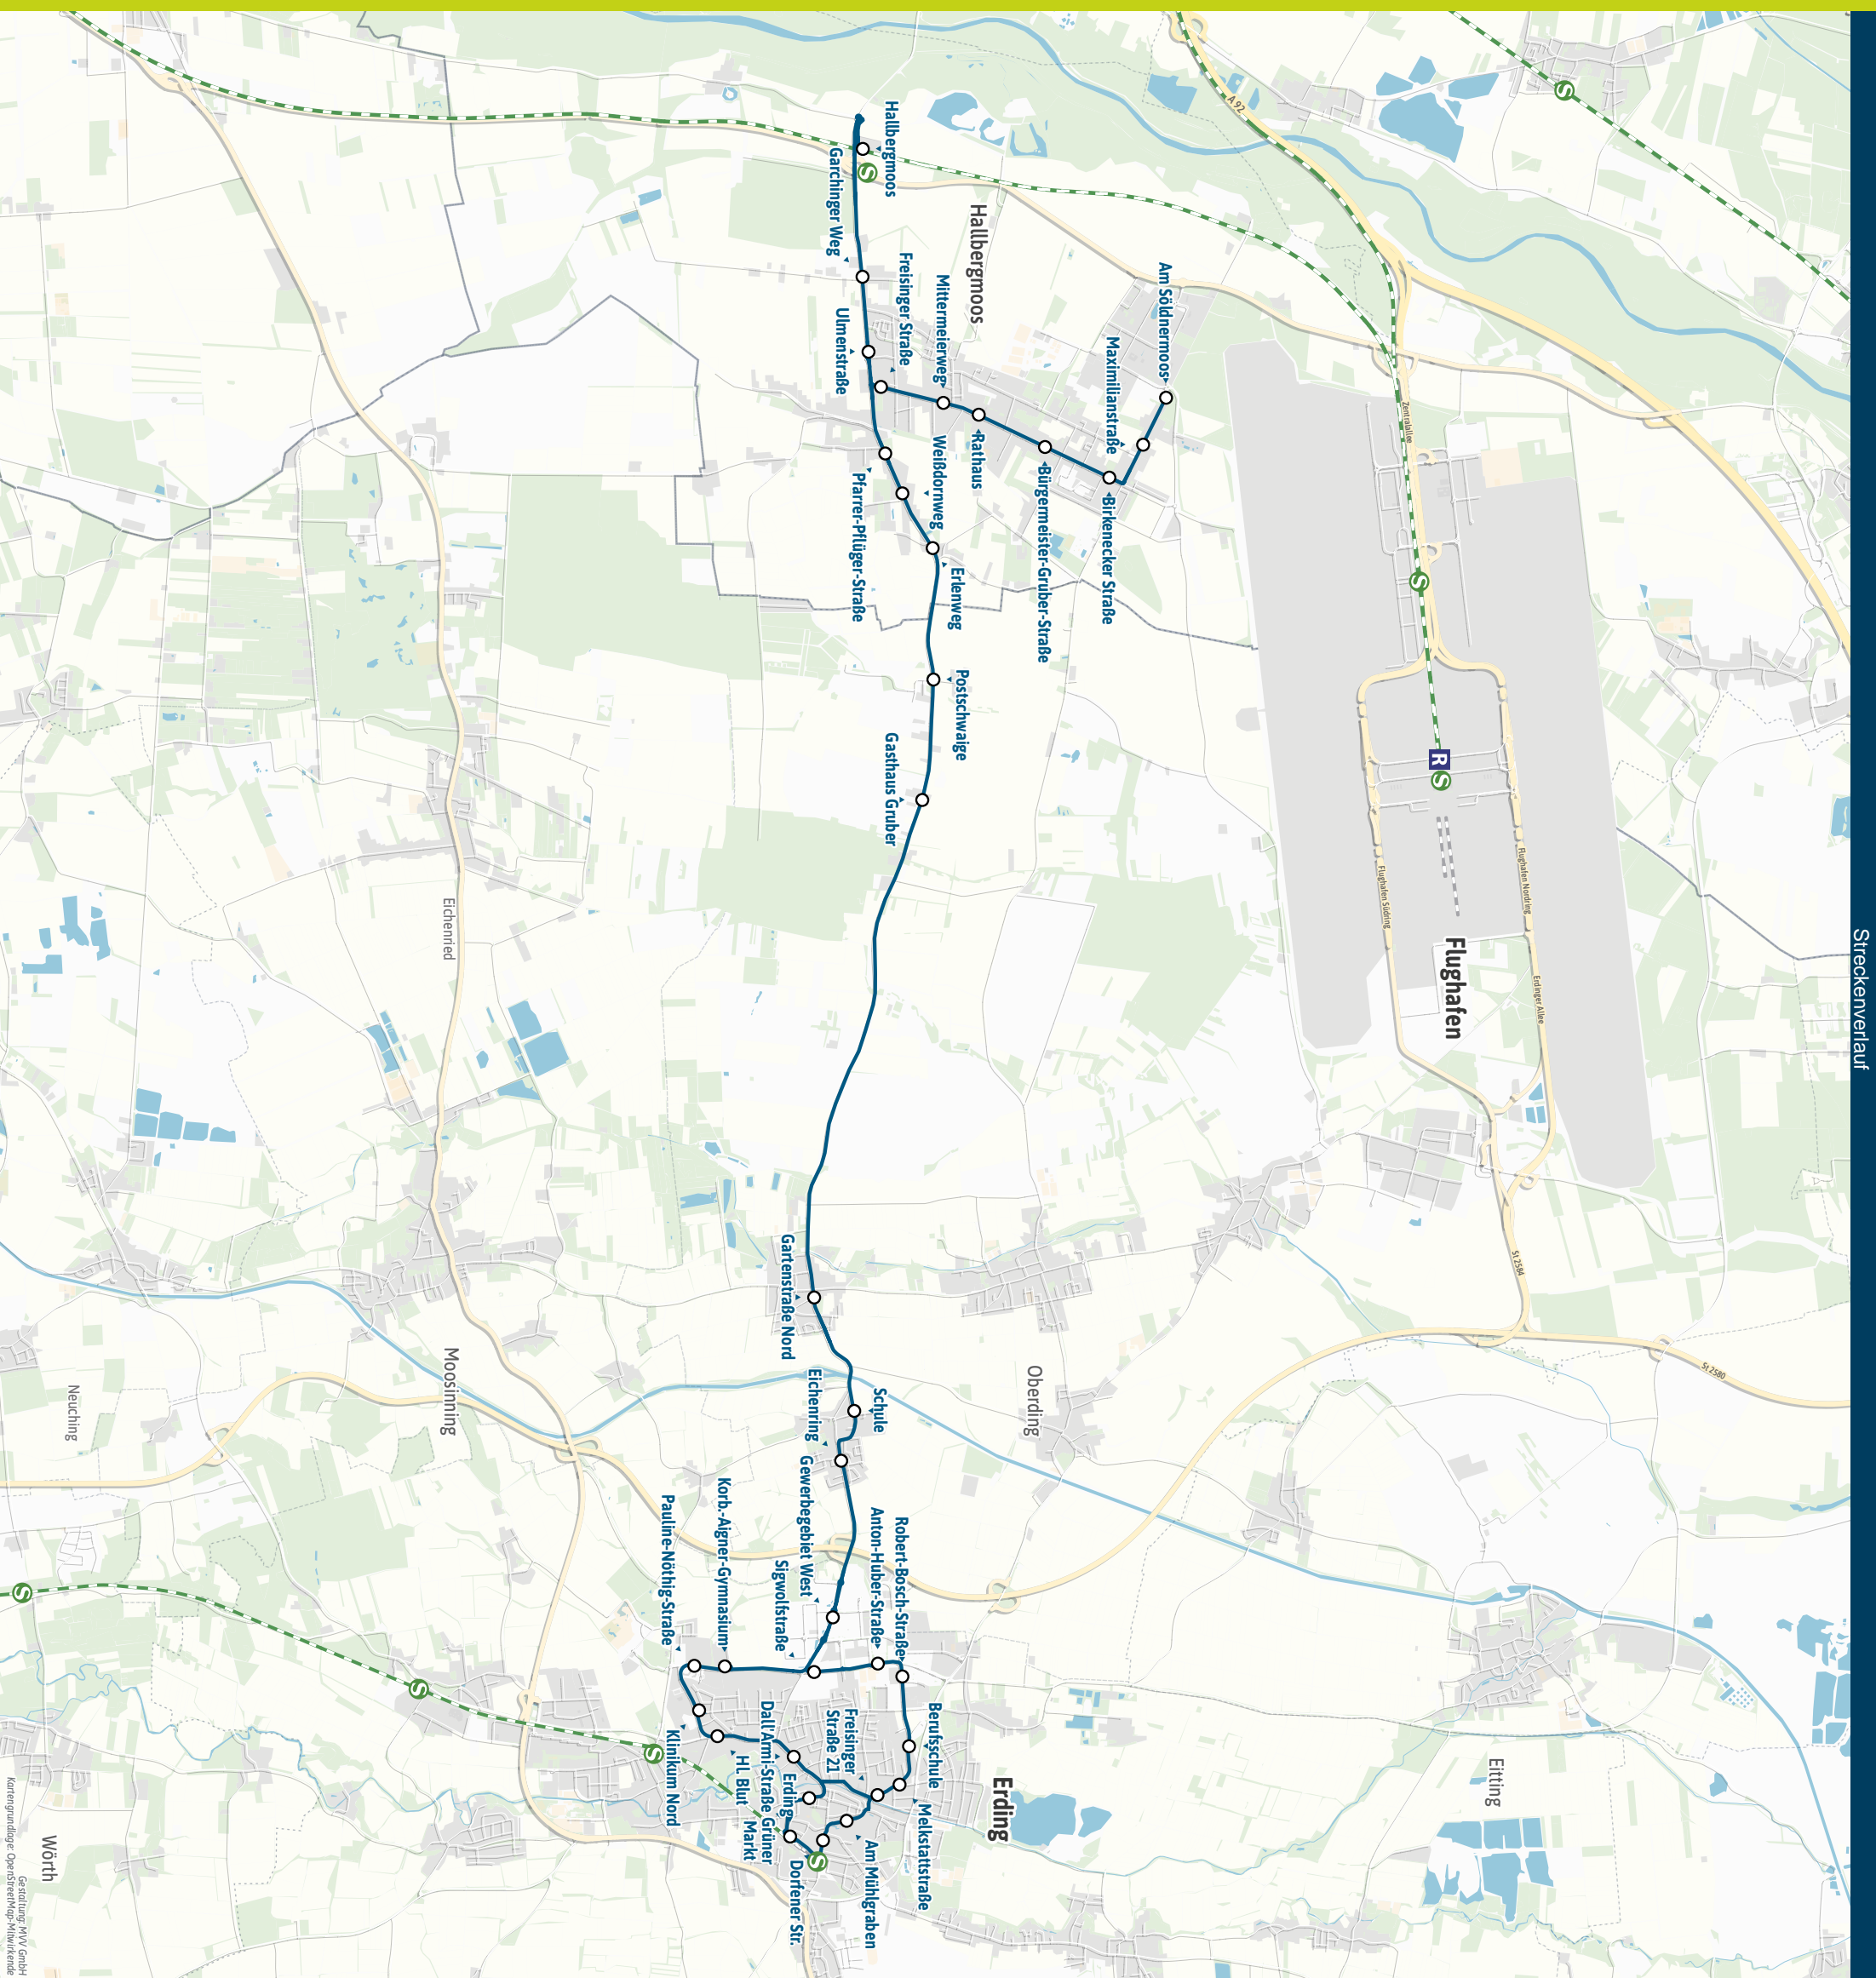 Streckenverlauf
A 92
S
Hallbergmoos
S
Garchinger Weg
Hallbergmoos
Freisinger Straße
Ulmenstraße
Mittermeierweg
Am Söldnermoos
Maximilianstraße
Rathaus
Weißdornweg
Pfarrer-Pflüger-Straße
Bürgermeister-Gruber-Straße
Birkenecker Straße
Erlenweg
Postschwaige
Gasthaus Gruber
Zentralallee
S
R
S
Flughafen Nordring
Flughafen Südring
Flughafen
Erdinger Allee
St 2584
St 2580
Eichenried
Moosinning
Neuching
Oberding
Gartenstraße Nord
Eichenring
Schule
Gewerbegebiet West
Sigwolfstraße
Anton-Huber-Straße
Robert-Bosch-Straße
Korb.-Aigner-Gymnasium
Pauline-Nöthig-Straße
S
S
S
Klinikum Nord
Hl. Blut
Dall'Armi-Straße
Grüner
Markt
Erding
Freisinger
Straße 21
Berufsschule
Melkstattstraße
Am Mühlgraben
S
Dorfener Str.
Erding
Eitting
Wörth
Gestaltung: MVV GmbH
Kartengrundlage: OpenStreetMap-Mitwirkende